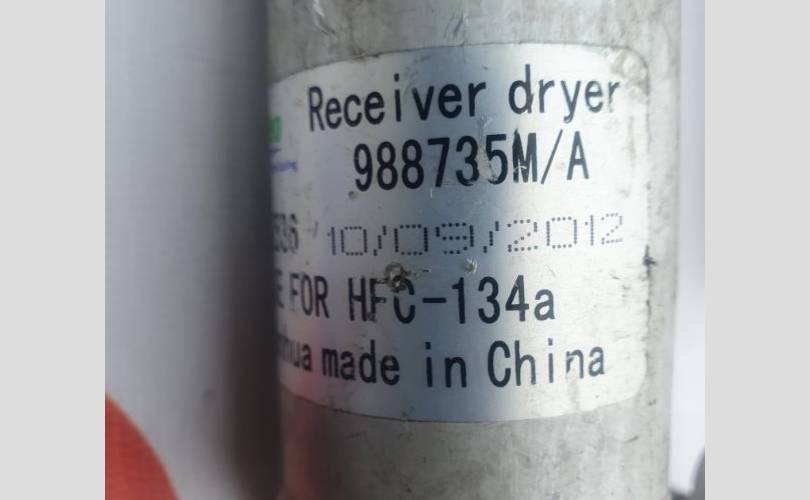 Receiver dryer
988735M/A
10/09/2012
FOR HFC-134a
made in China